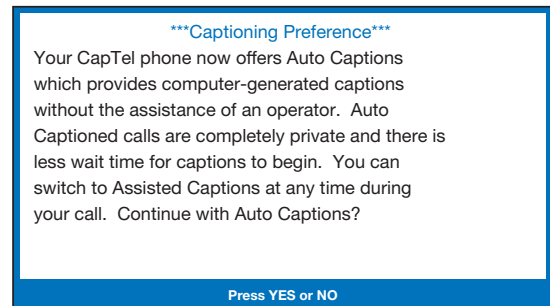 ***Captioning Preference***
Your CapTel phone now offers Auto Captions
which provides computer-generated captions
without the assistance of an operator.  Auto
Captioned calls are completely private and there is
less wait time for captions to begin.  You can
switch to Assisted Captions at any time during
your call.  Continue with Auto Captions?
Press YES or NO